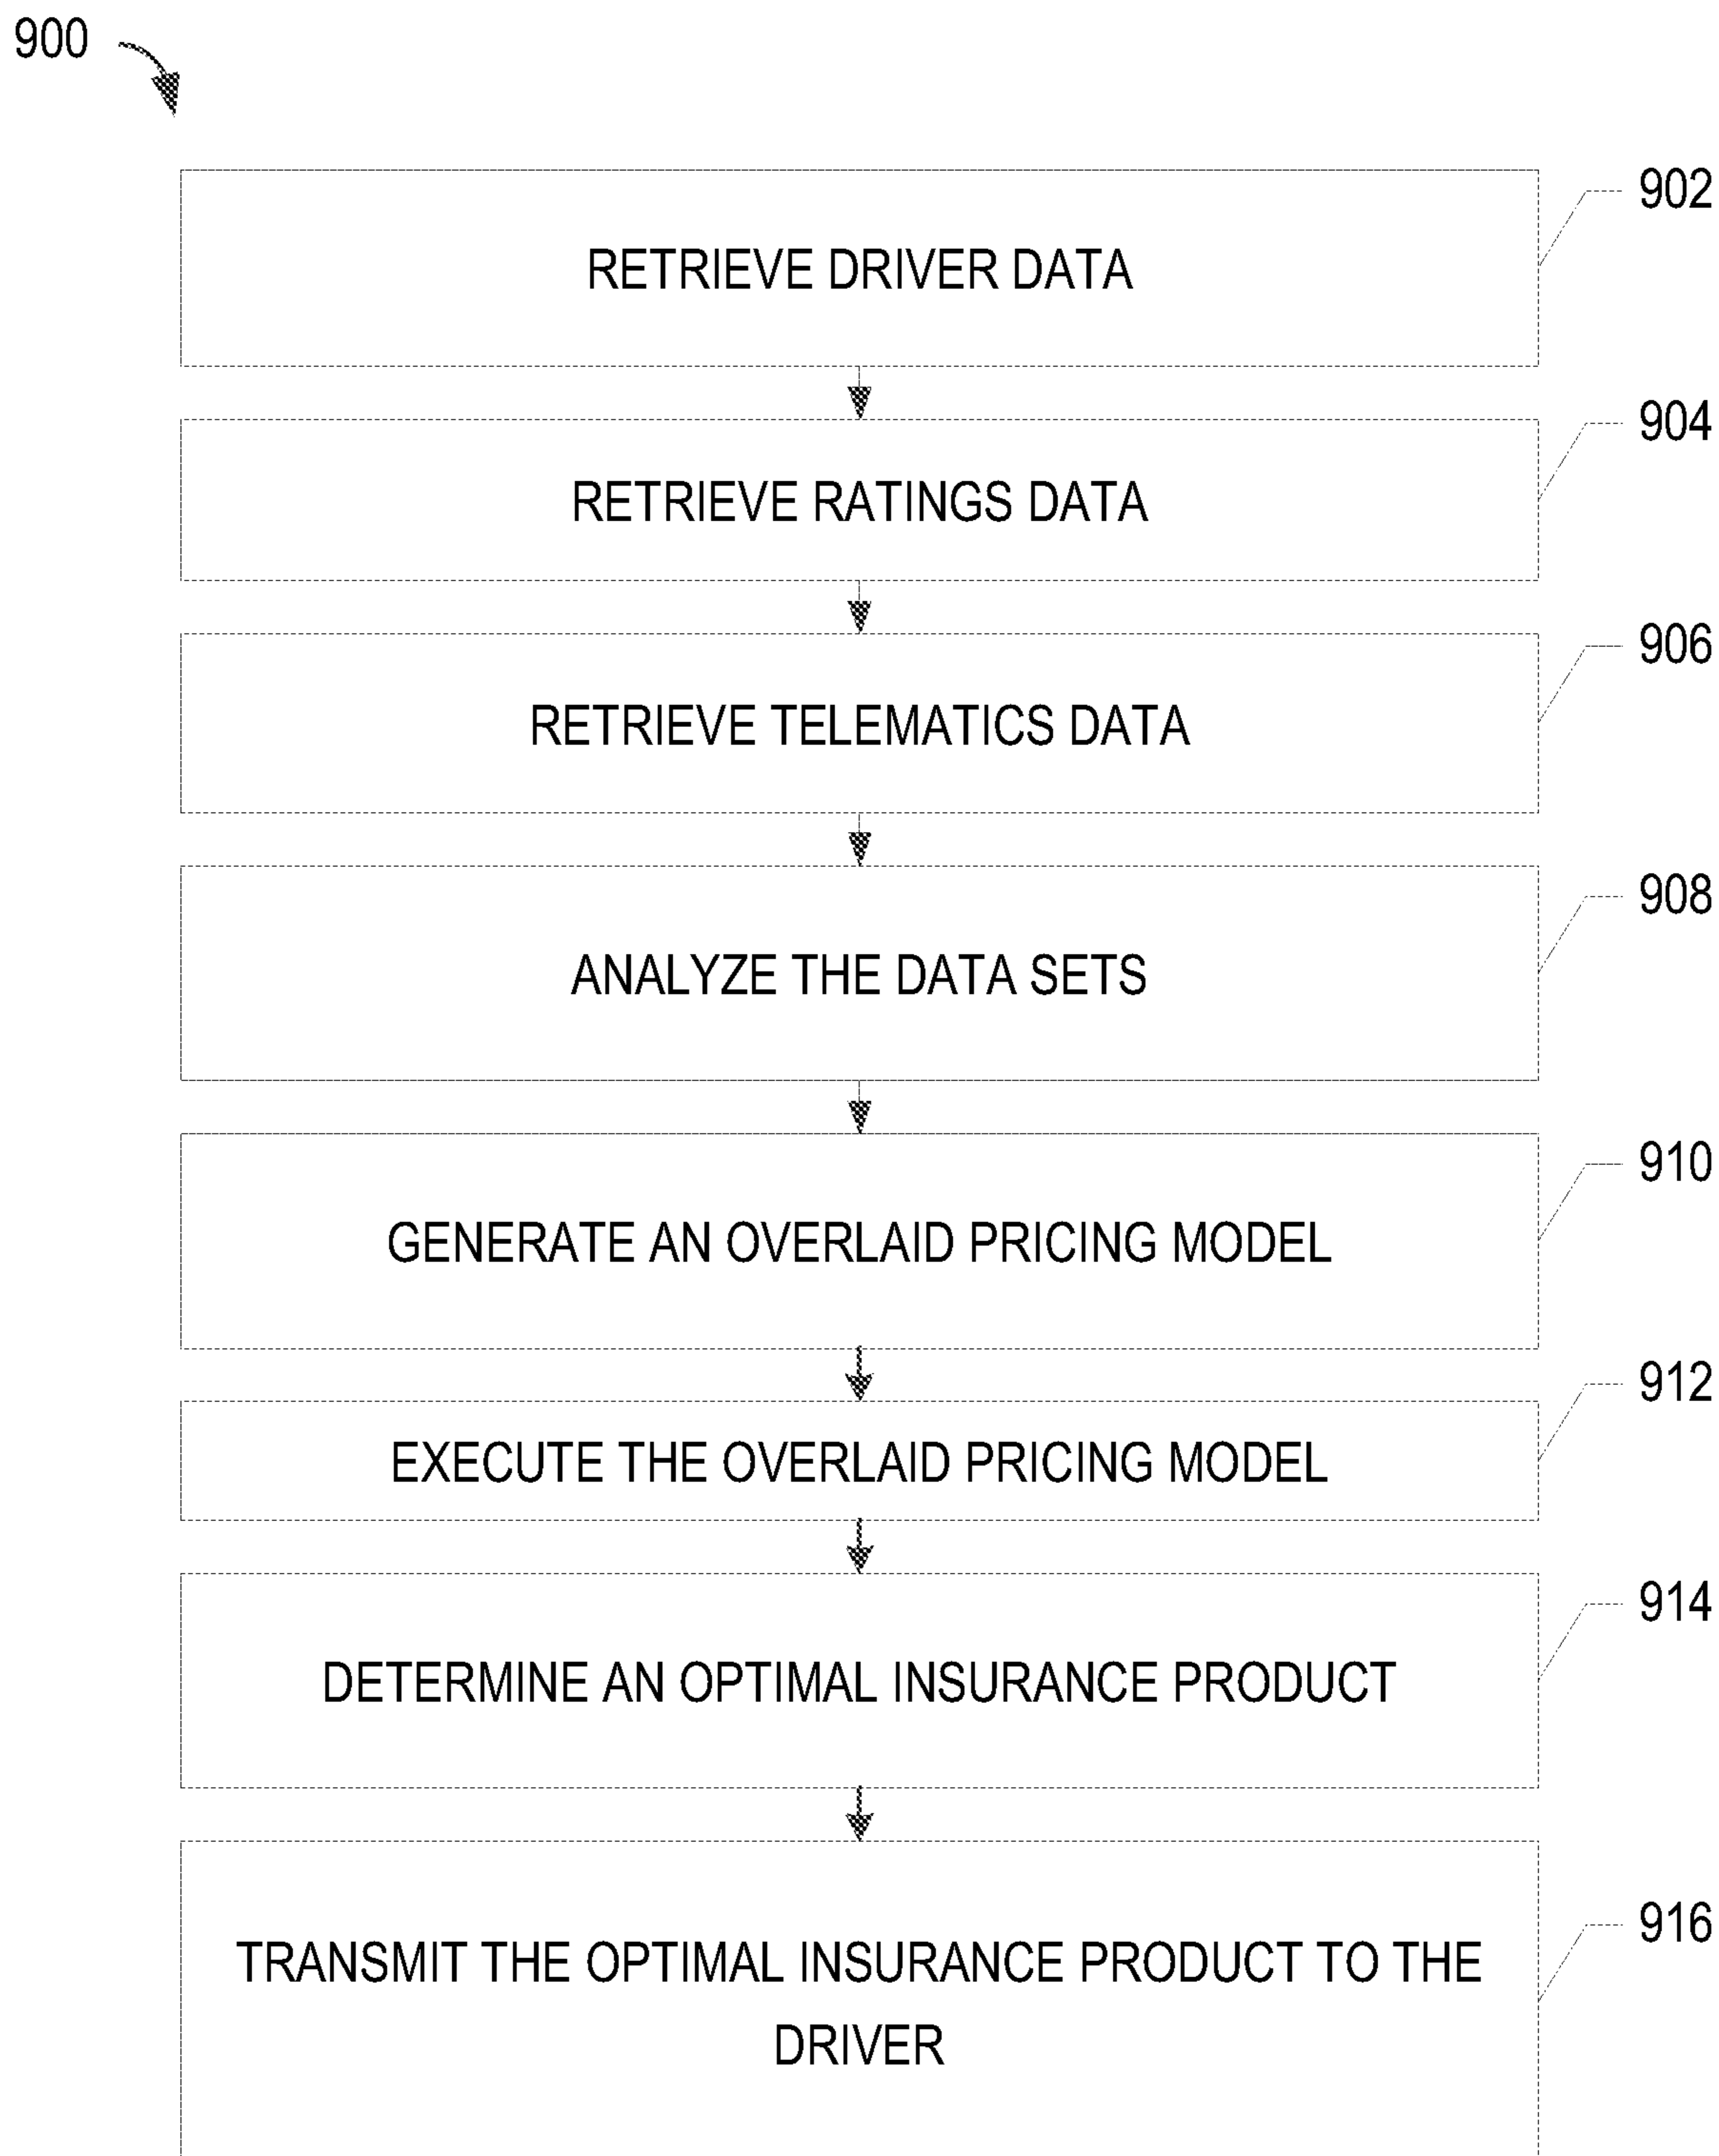 900
902
RETRIEVE DRIVER DATA
904
RETRIEVE RATINGS DATA
906
RETRIEVE TELEMATICS DATA
908
ANALYZE THE DATA SETS
910
GENERATE AN OVERLAID PRICING MODEL
912
EXECUTE THE OVERLAID PRICING MODEL
914
DETERMINE AN OPTIMAL INSURANCE PRODUCT
916
TRANSMIT THE OPTIMAL INSURANCE PRODUCT TO THE
DRIVER